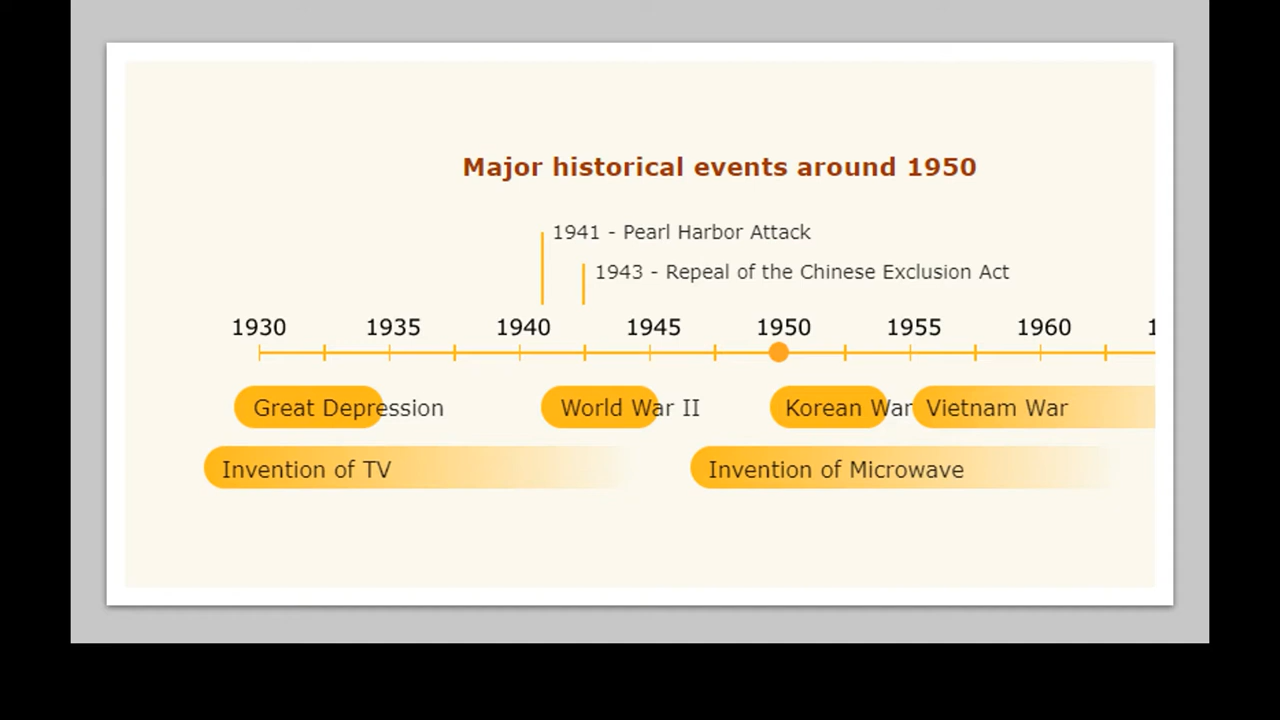 Major historical events around 1950
1941 - Pearl Harbor Attack
1943 - Repeal of the Chinese Exclusion Act
1930 1935 1940 1945 1950 1955 1960
Great Depression World War II Korean War Vietnam War
Invention of TV Invention of Microwave